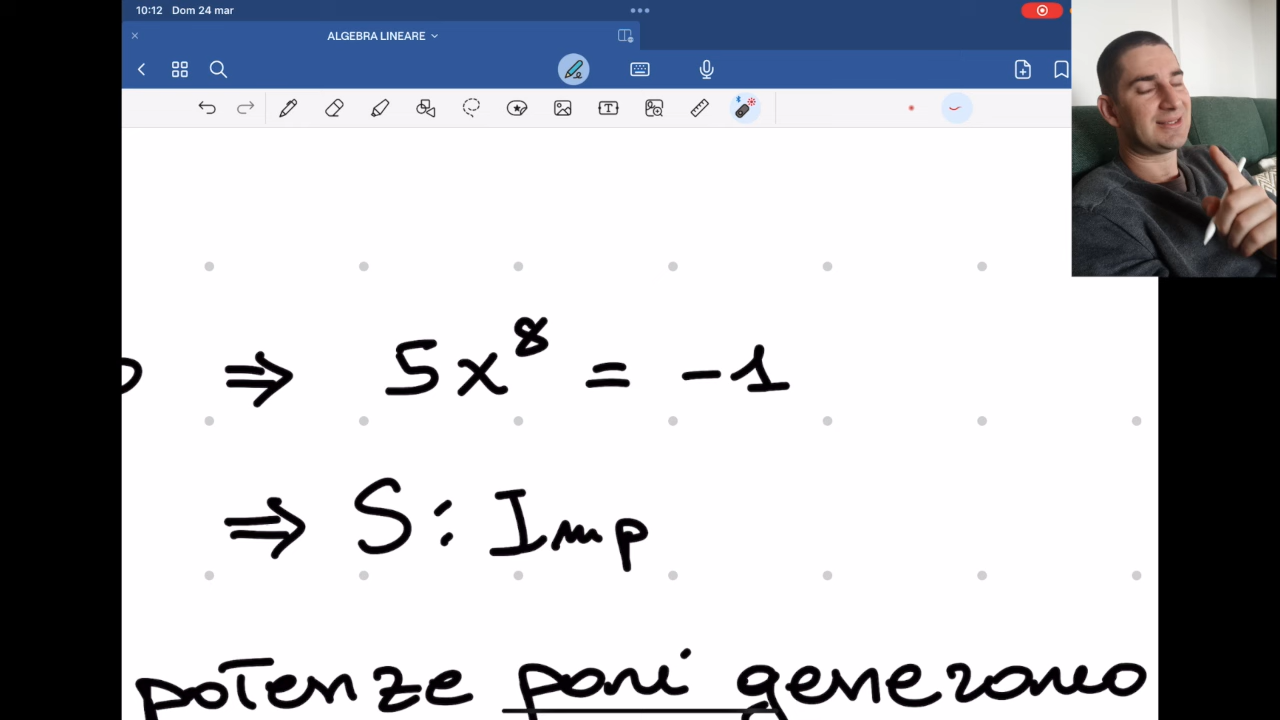 10:12 Dom 24 mar
ALGEBRA LINEARE
⇒ 5x⁸ = -1
⇒ S: Imp
potenze pari generano